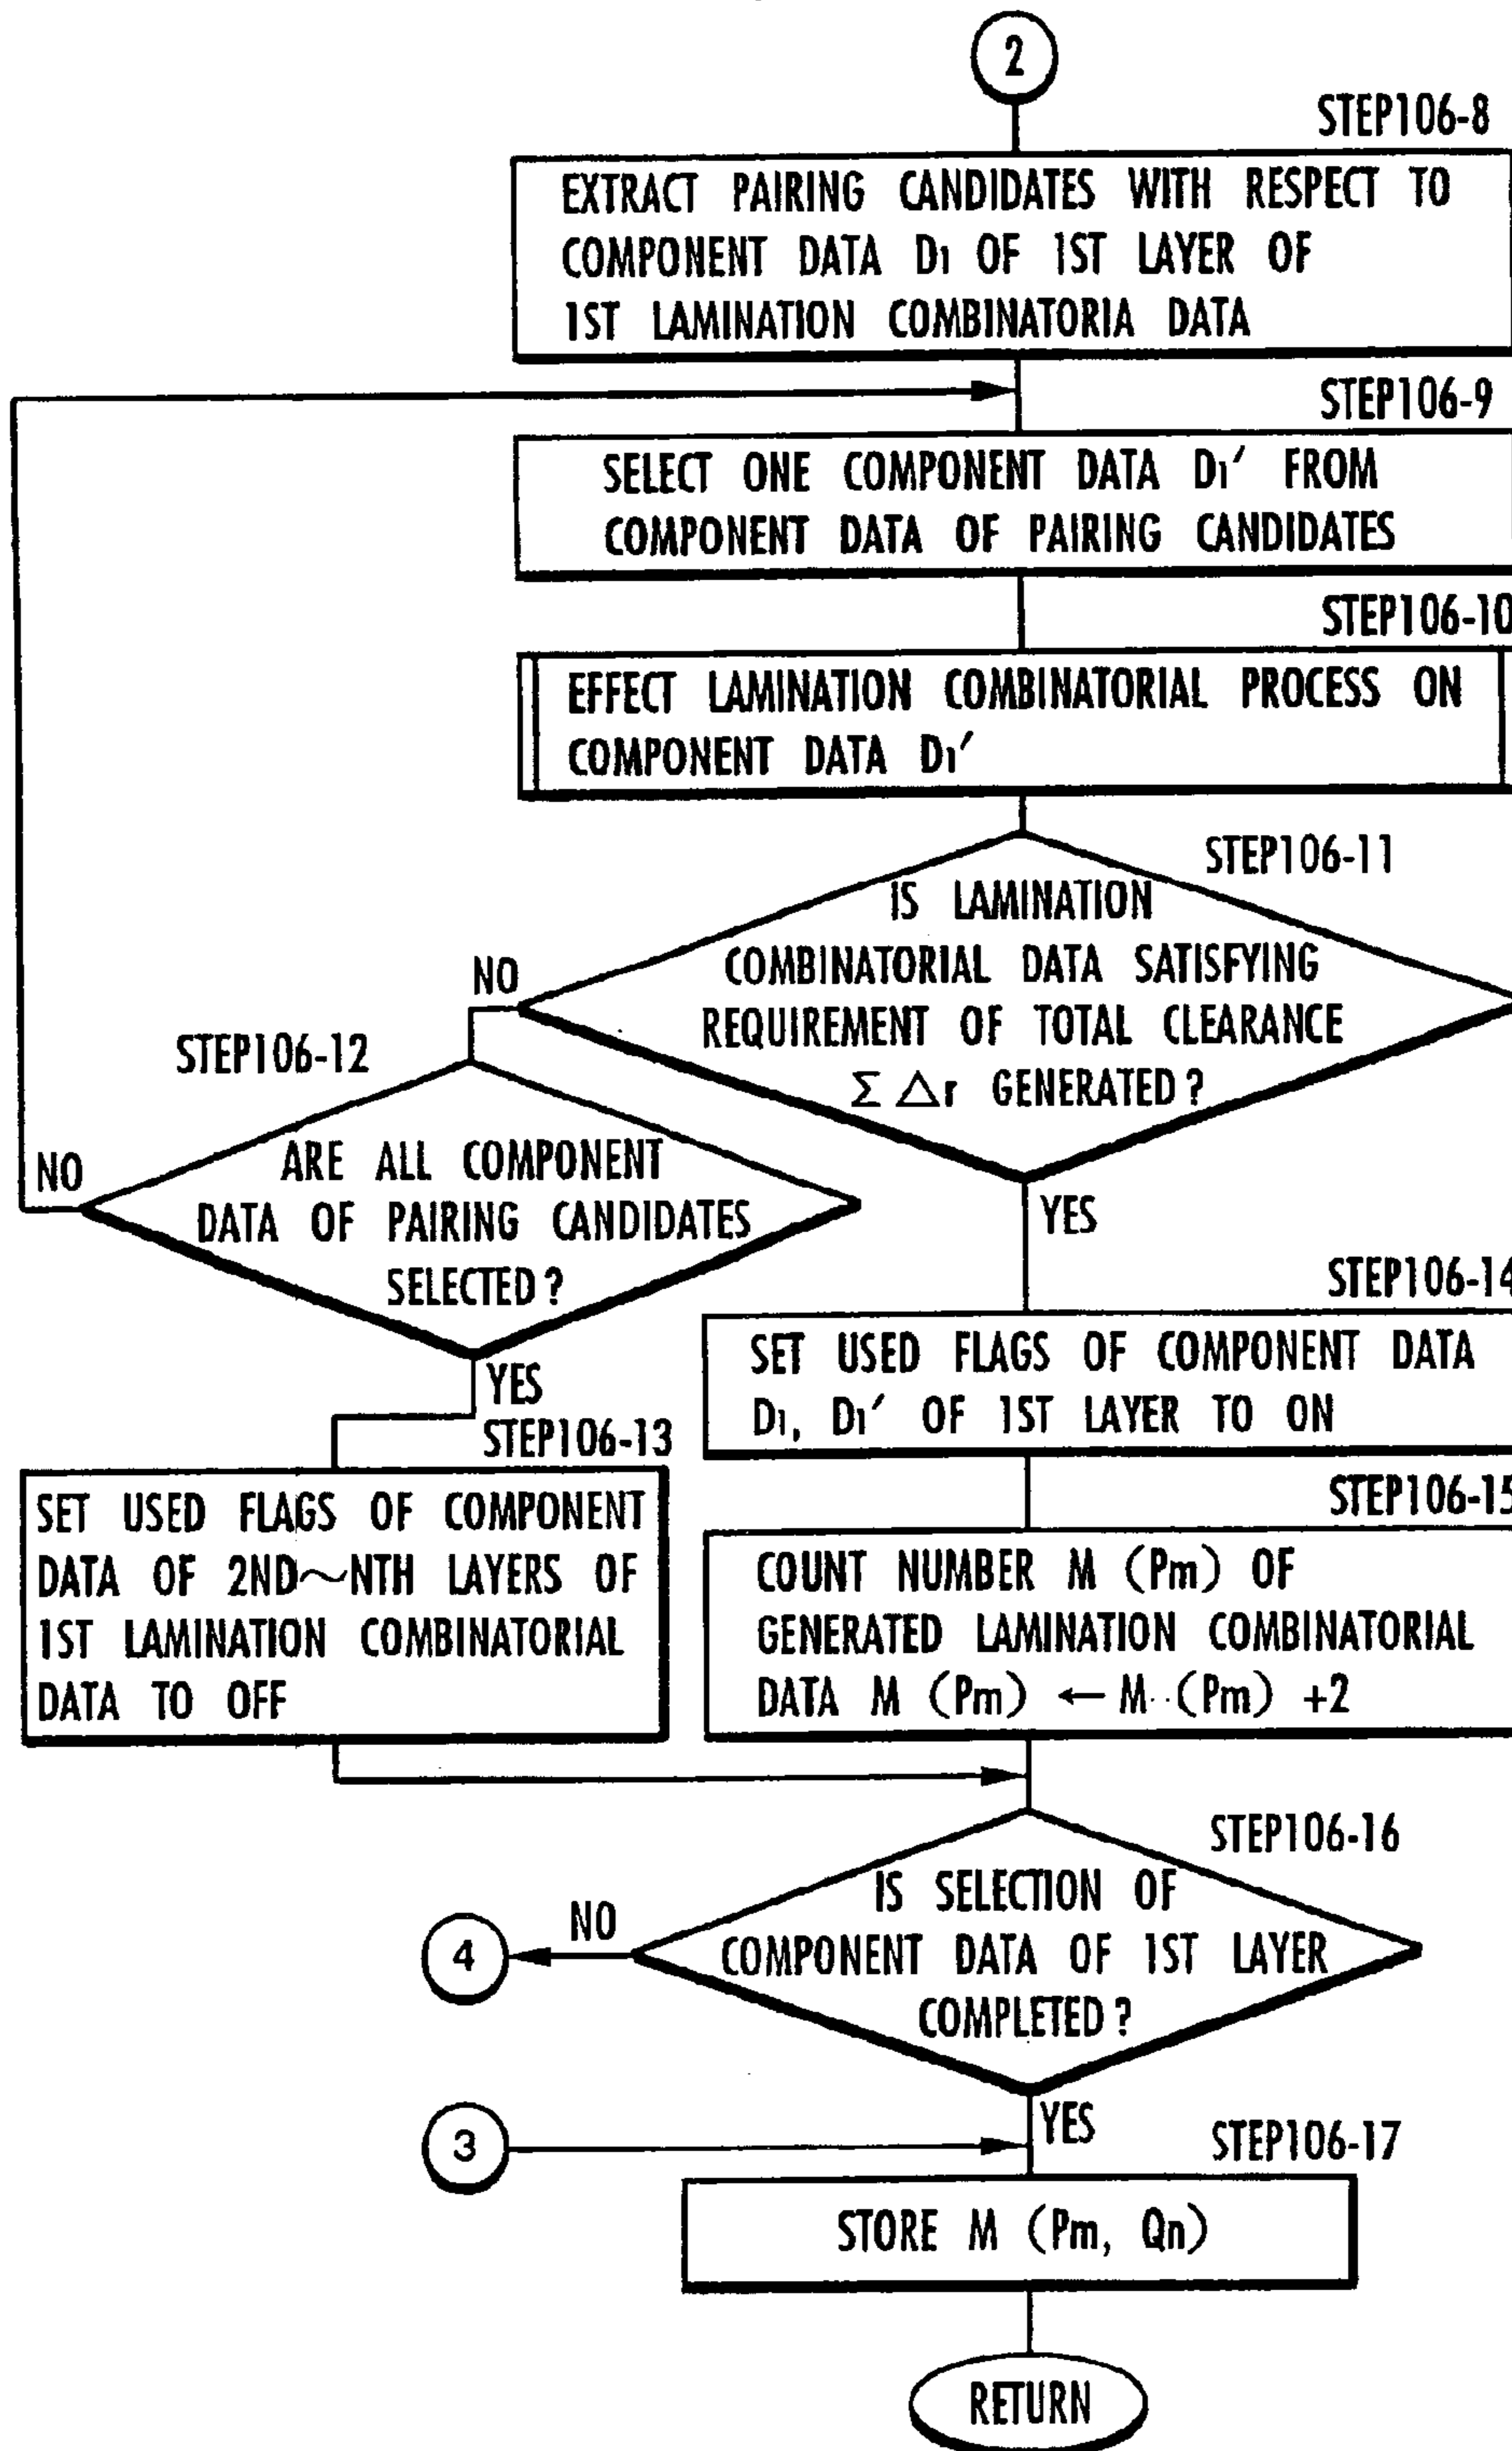 2
STEP106-8
EXTRACT PAIRING CANDIDATES WITH RESPECT TO
COMPONENT DATA D1 OF 1ST LAYER OF
1ST LAMINATION COMBINATORIA DATA
STEP106-9
SELECT ONE COMPONENT DATA D1′ FROM
COMPONENT DATA OF PAIRING CANDIDATES
STEP106-10
EFFECT LAMINATION COMBINATORIAL PROCESS ON
COMPONENT DATA D1′
STEP106-11
IS LAMINATION
COMBINATORIAL DATA SATISFYING
REQUIREMENT OF TOTAL CLEARANCE
Σ △r GENERATED?
NO
YES
STEP106-12
ARE ALL COMPONENT
DATA OF PAIRING CANDIDATES
SELECTED?
NO
YES
STEP106-13
SET USED FLAGS OF COMPONENT
DATA OF 2ND~NTH LAYERS OF
1ST LAMINATION COMBINATORIAL
DATA TO OFF
STEP106-14
SET USED FLAGS OF COMPONENT DATA
D1, D1′ OF 1ST LAYER TO ON
STEP106-15
COUNT NUMBER M (Pm) OF
GENERATED LAMINATION COMBINATORIAL
DATA M (Pm) ← M (Pm) +2
STEP106-16
IS SELECTION OF
COMPONENT DATA OF 1ST LAYER
COMPLETED?
NO
4
YES
3
STEP106-17
STORE M (Pm, Qn)
RETURN